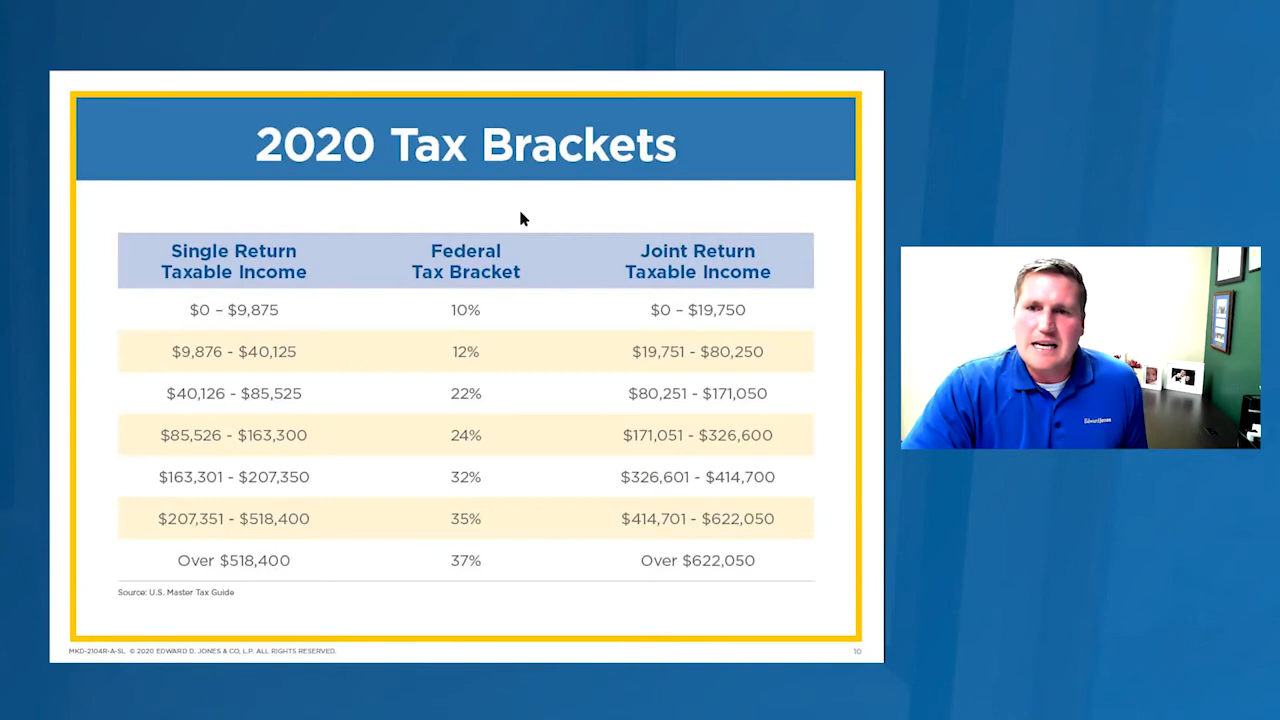 2020 Tax Brackets
Single Return Taxable Income Federal Tax Bracket Joint Return Taxable Income
$0 – $9,875 10% $0 – $19,750
$9,876 - $40,125 12% $19,751 - $80,250
$40,126 - $85,525 22% $80,251 - $171,050
$85,526 - $163,300 24% $171,051 - $326,600
$163,301 - $207,350 32% $326,601 - $414,700
$207,351 - $518,400 35% $414,701 - $622,050
Over $518,400 37% Over $622,050
Source: U.S. Master Tax Guide
MKD-2104R-A-SL © 2020 EDWARD D. JONES & CO, L.P. ALL RIGHTS RESERVED. 10
EdwardJones